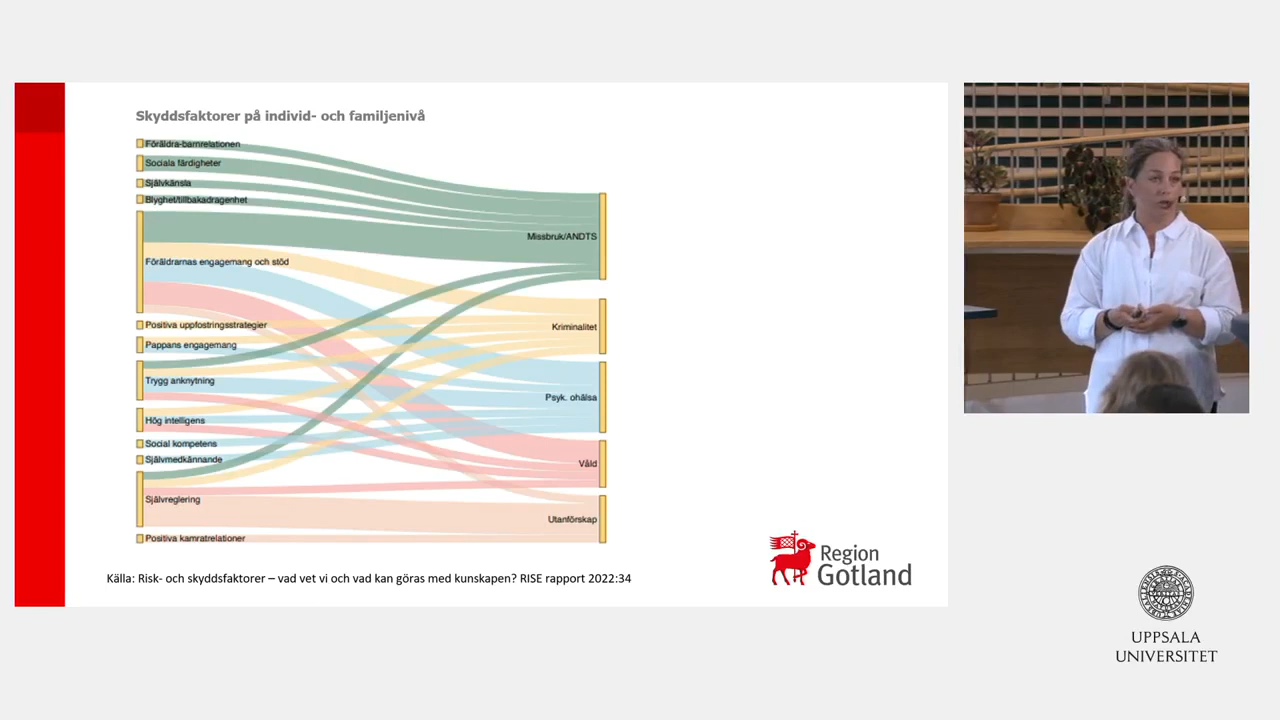 Skyddsfaktorer på individ- och familjenivå
Föräldra-barnrelationen
Sociala färdigheter
Självkänsla
Blyghet/tillbakadragenhet
Föräldrarnas engagemang och stöd
Positiva uppfostringsstrategier
Pappans engagemang
Trygg anknytning
Hög intelligens
Social kompetens
Självmedkännande
Självreglering
Positiva kamratrelationer
Missbruk/ANDTS
Kriminalitet
Psyk. ohälsa
Våld
Utanförskap
Källa: Risk- och skyddsfaktorer – vad vet vi och vad kan göras med kunskapen? RISE rapport 2022:34
Region
Gotland
UPPSALA
UNIVERSITET